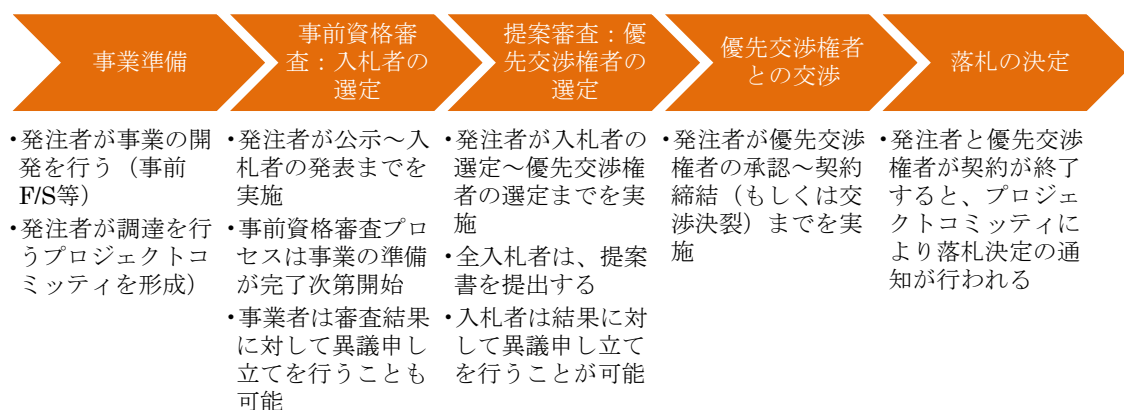 事業準備
・発注者が事業の開
発を行う（事前
F/S等）
・発注者が調達を行
うプロジェクトコ
ミッティを形成）
事前資格審
査：入札者の
選定
・発注者が公示～入
札者の発表までを
実施
・事前資格審査プロ
セスは事業の準備
が完了次第開始
・事業者は審査結果
に対して異議申し
立てを行うことも
可能
提案審査：優
先交渉権者の
選定
・発注者が入札者の
選定～優先交渉権
者の選定までを実
施
・全入札者は、提案
書を提出する
・入札者は結果に対
して異議申し立て
を行うことが可能
優先交渉権者
との交渉
・発注者が優先交渉
権者の承認～契約
締結（もしくは交
渉決裂）までを実
施
落札の決定
・発注者と優先交渉
権者が契約が終了
すると、プロジェ
クトコミッティに
より落札決定の通
知が行われる